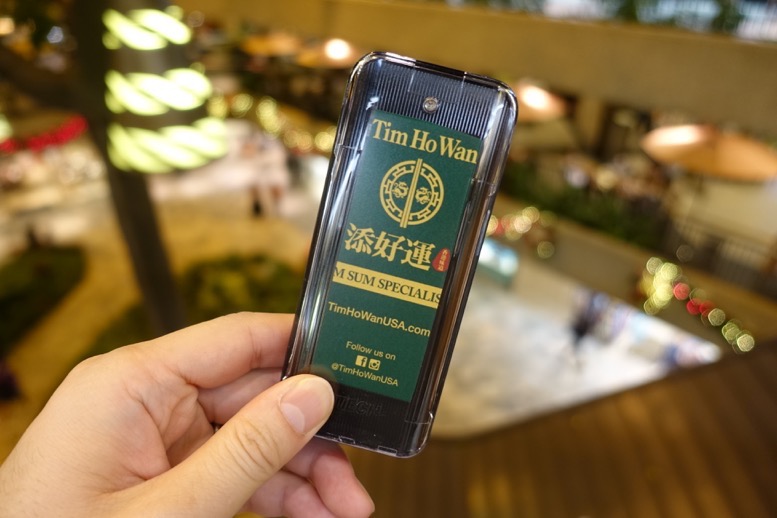 Tim Ho Wan
添好運
M SUM SPECIALIS
TimHoWanUSA.com
Follow us on
@TimHoWanUSA